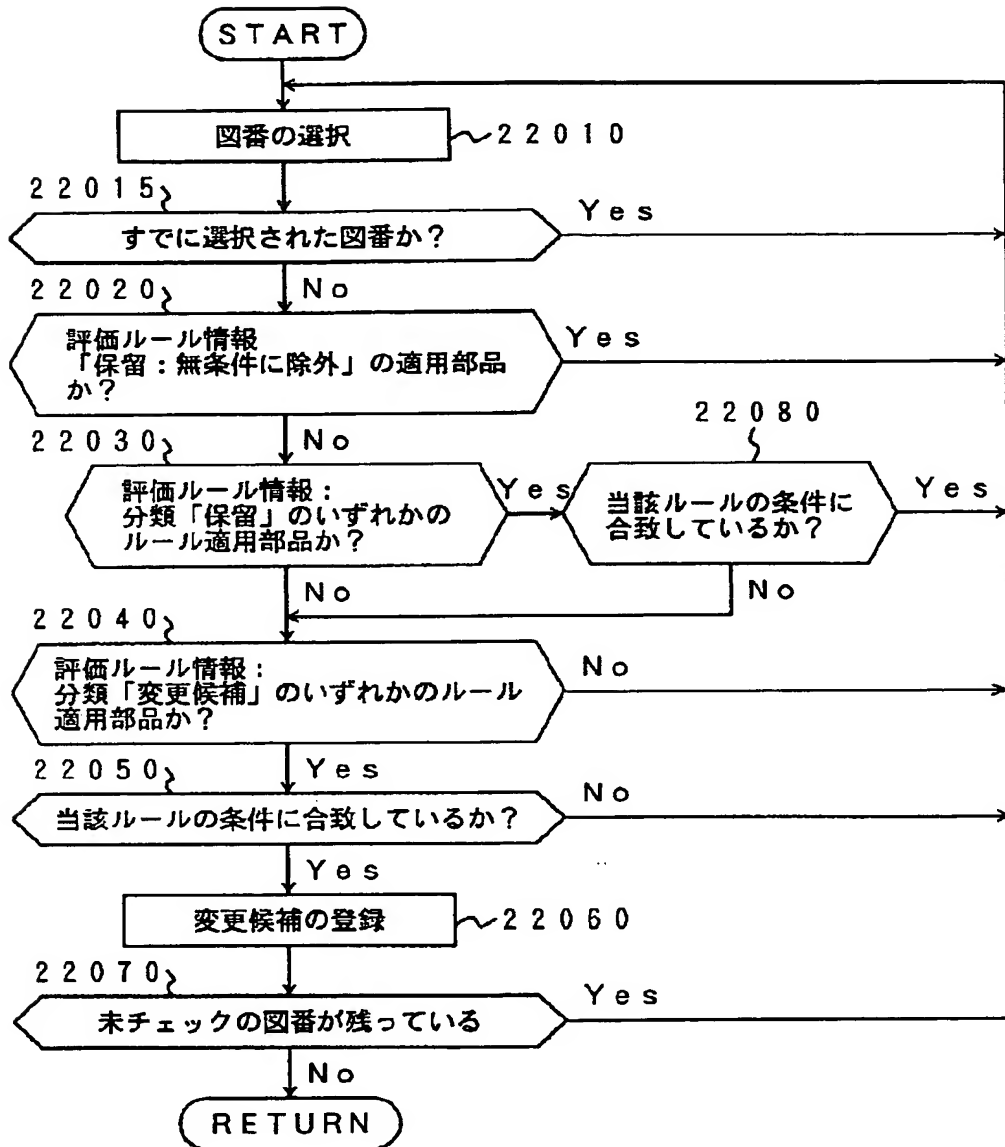 START
図番の選択
22010
22015
すでに選択された図番か？
Yes
No
22020
評価ルール情報
「保留：無条件に除外」の適用部品
か？
Yes
No
22030
評価ルール情報：
分類「保留」のいずれかの
ルール適用部品か？
Yes
22080
当該ルールの条件に
合致しているか？
Yes
No
No
22040
評価ルール情報：
分類「変更候補」のいずれかのルール
適用部品か？
No
Yes
22050
当該ルールの条件に合致しているか？
No
Yes
変更候補の登録
22060
22070
未チェックの図番が残っている
Yes
No
RETURN